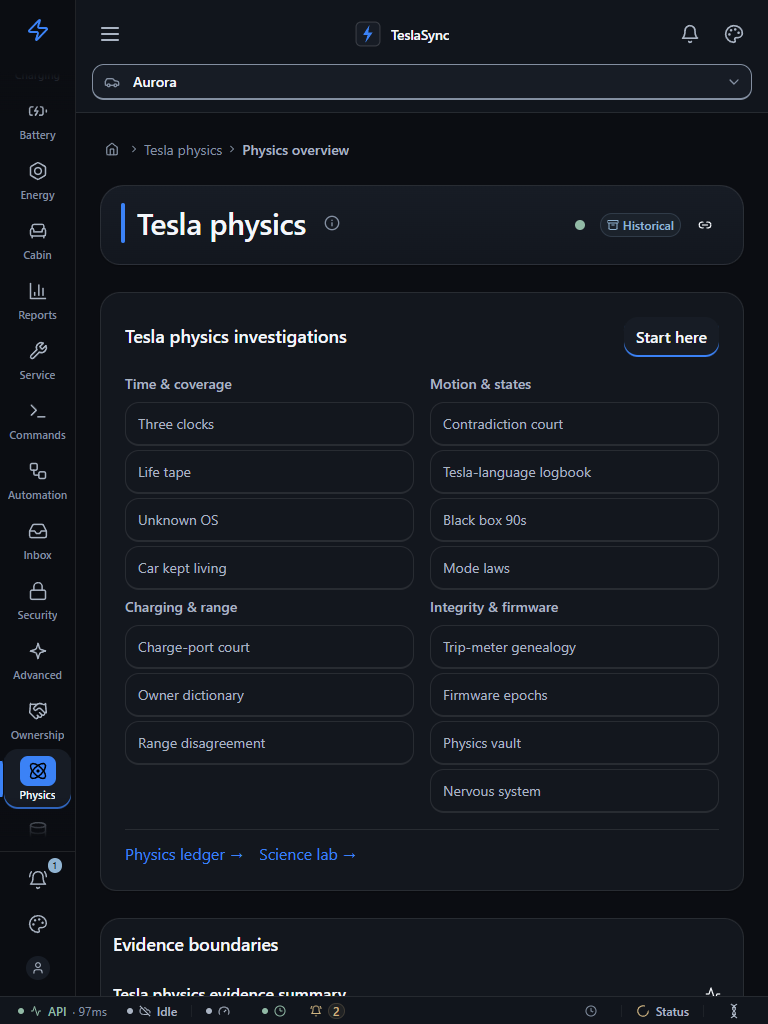 TeslaSync
Aurora
Charging
Battery
Energy
Cabin
Reports
Service
Commands
Automation
Inbox
Security
Advanced
Ownership
Physics
1
Tesla physics
Physics overview
Tesla physics
Historical
Tesla physics investigations
Start here
Time & coverage
Three clocks
Life tape
Unknown OS
Car kept living
Motion & states
Contradiction court
Tesla-language logbook
Black box 90s
Mode laws
Charging & range
Charge-port court
Owner dictionary
Range disagreement
Integrity & firmware
Trip-meter genealogy
Firmware epochs
Physics vault
Nervous system
Physics ledger →
Science lab →
Evidence boundaries
Tesla physics evidence summary
API · 97ms
Idle
2
Status